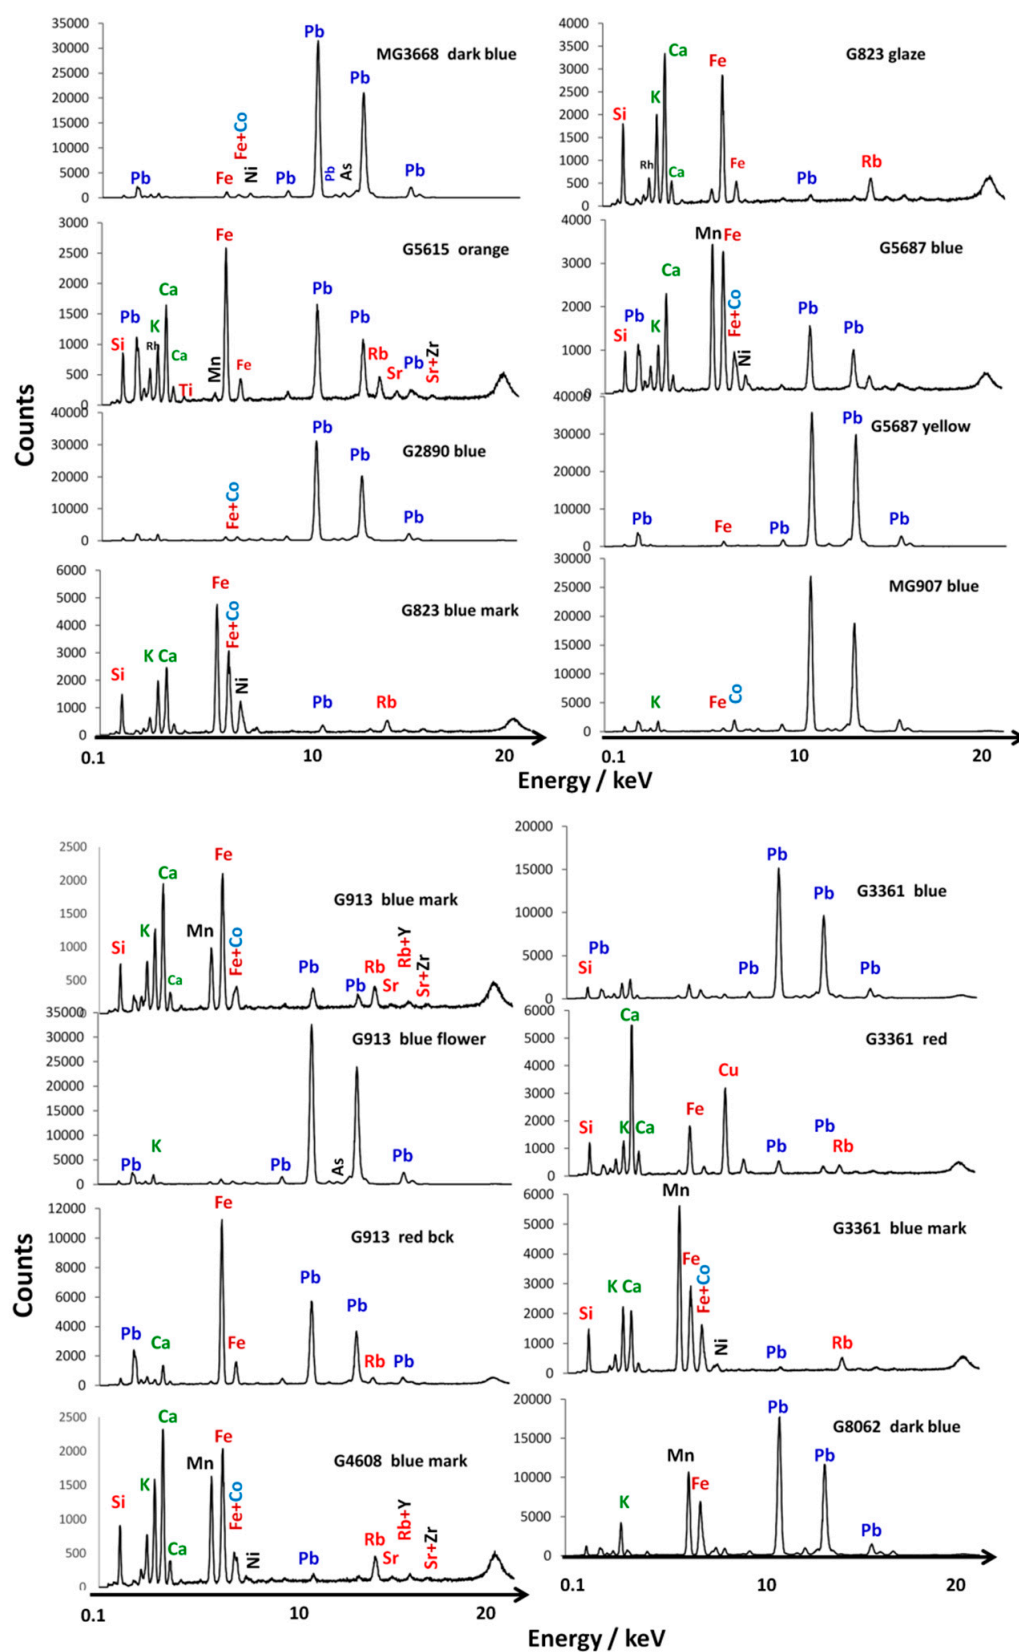 35000
30000
25000
20000
15000
10000
5000
0
MG3668 dark blue
Pb
Fe
Fe+Co
Ni
Pb
Pb
Pb
As
Pb
Pb
4000
3500
3000
2500
2000
1500
1000
500
0
G823 glaze
Si
Rh
K
Ca
Ca
Fe
Fe
Pb
Rb
3000
2500
2000
1500
1000
500
0
G5615 orange
Si
Pb
Rh
K
Ca
Ca
Ti
Mn
Fe
Fe
Pb
Pb
Rb
Sr
Pb
Sr+Zr
4000
3000
2000
1000
0
G5687 blue
Si
Pb
K
Ca
Mn
Fe
Fe+Co
Ni
Pb
Pb
Counts
40000
30000
20000
10000
0
G2890 blue
Fe+Co
Pb
Pb
Pb
40000
30000
20000
10000
0
G5687 yellow
Pb
Fe
Pb
Pb
Pb
6000
5000
4000
3000
2000
1000
0
G823 blue mark
Si
K Ca
Fe
Fe+Co
Ni
Pb
Rb
0.1 10 20
30000
25000
20000
15000
10000
5000
0
MG907 blue
K
Fe
Co
0.1 10 20
Energy / keV
3500
2500
2000
1500
1000
500
G913 blue mark
Si
K
Ca
Ca
Mn
Fe
Fe+Co
Pb
Pb
Rb
Sr
Rb+Y
Sr+Zr
20000
15000
10000
5000
0
G3361 blue
Si
Pb
Pb
Pb
Pb
Pb
35000
30000
25000
20000
15000
10000
5000
0
G913 blue flower
Pb
K
Pb
As
Pb
6000
5000
4000
3000
2000
1000
0
G3361 red
Si
K
Ca
Ca
Fe
Cu
Pb
Pb
Rb
Counts
12000
10000
8000
6000
4000
2000
0
G913 red bck
Pb
Ca
Fe
Fe
Pb
Pb
Rb
Pb
6000
5000
4000
3000
2000
1000
0
G3361 blue mark
Si
K Ca
Mn
Fe
Fe+Co
Ni
Pb
Rb
2500
2000
1500
1000
500
0
G4608 blue mark
Si
K
Ca
Ca
Mn
Fe
Fe+Co
Ni
Pb
Rb
Sr
Rb+Y
Sr+Zr
0.1 10 20
20000
15000
10000
5000
0
G8062 dark blue
K
Mn
Fe
Pb
Pb
Pb
0.1 10 20
Energy / keV